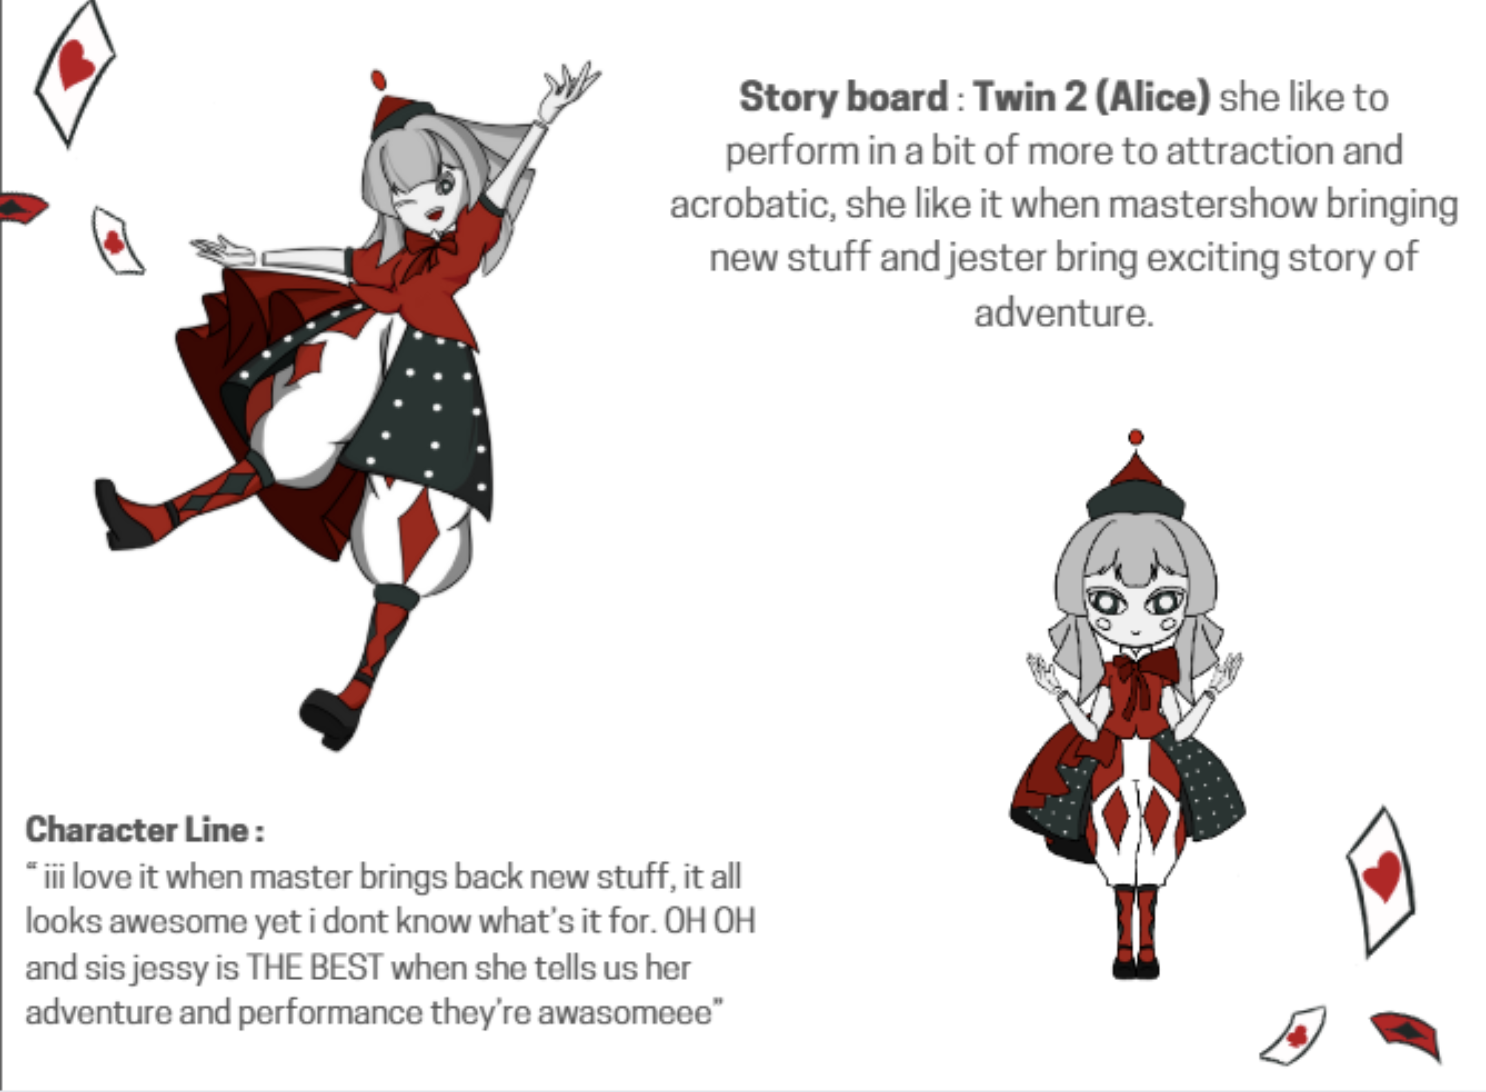 Story board : Twin 2 (Alice) she like to
perform in a bit of more to attraction and
acrobatic, she like it when mastershow bringing
new stuff and jester bring exciting story of
adventure.
Character Line :
“ iii love it when master brings back new stuff, it all
looks awesome yet i dont know what's it for. OH OH
and sis jessy is THE BEST when she tells us her
adventure and performance they're awasomeee”